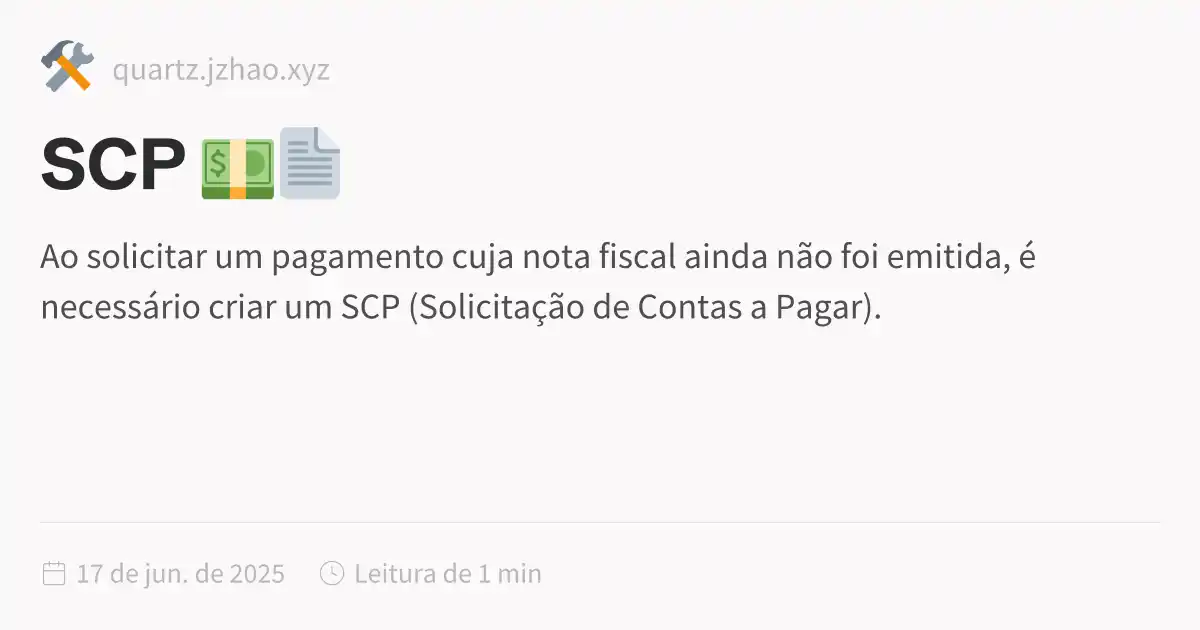 quartz.jzhao.xyz
SCP 💵📄
Ao solicitar um pagamento cuja nota fiscal ainda não foi emitida, é
necessário criar um SCP (Solicitação de Contas a Pagar).
17 de jun. de 2025 Leitura de 1 min